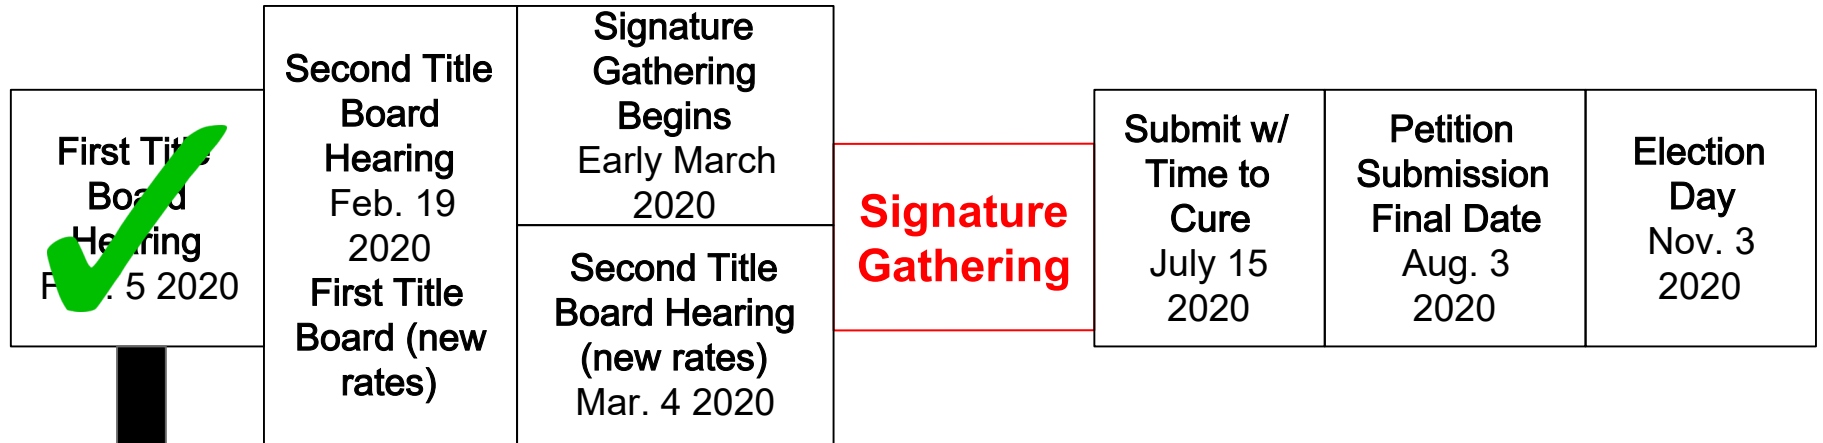 First Title
Board
Hearing
5 2020
Second Title
Board
Hearing
Feb. 19
2020
First Title
Board (new
rates)
Signature
Gathering
Begins
Early March
2020
Second Title
Board Hearing
(new rates)
Mar. 4 2020
Signature
Gathering
Submit w/
Time to
Cure
July 15
2020
Petition
Submission
Final Date
Aug. 3
2020
Election
Day
Nov. 3
2020